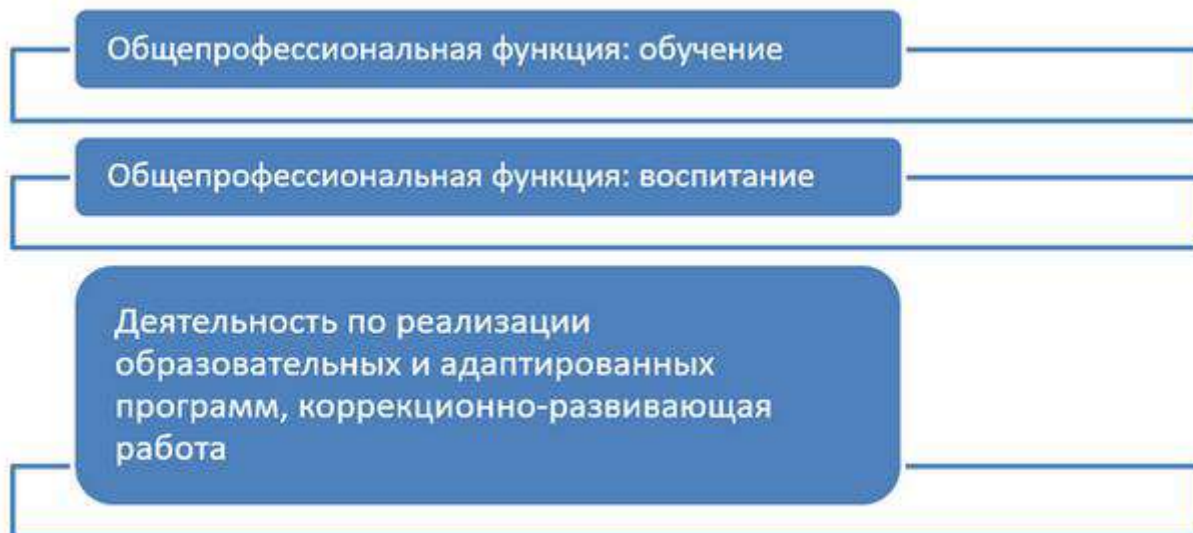 Общепрофессиональная функция: обучение
Общепрофессиональная функция: воспитание
Деятельность по реализации
образовательных и адаптированных
программ, коррекционно-развивающая
работа